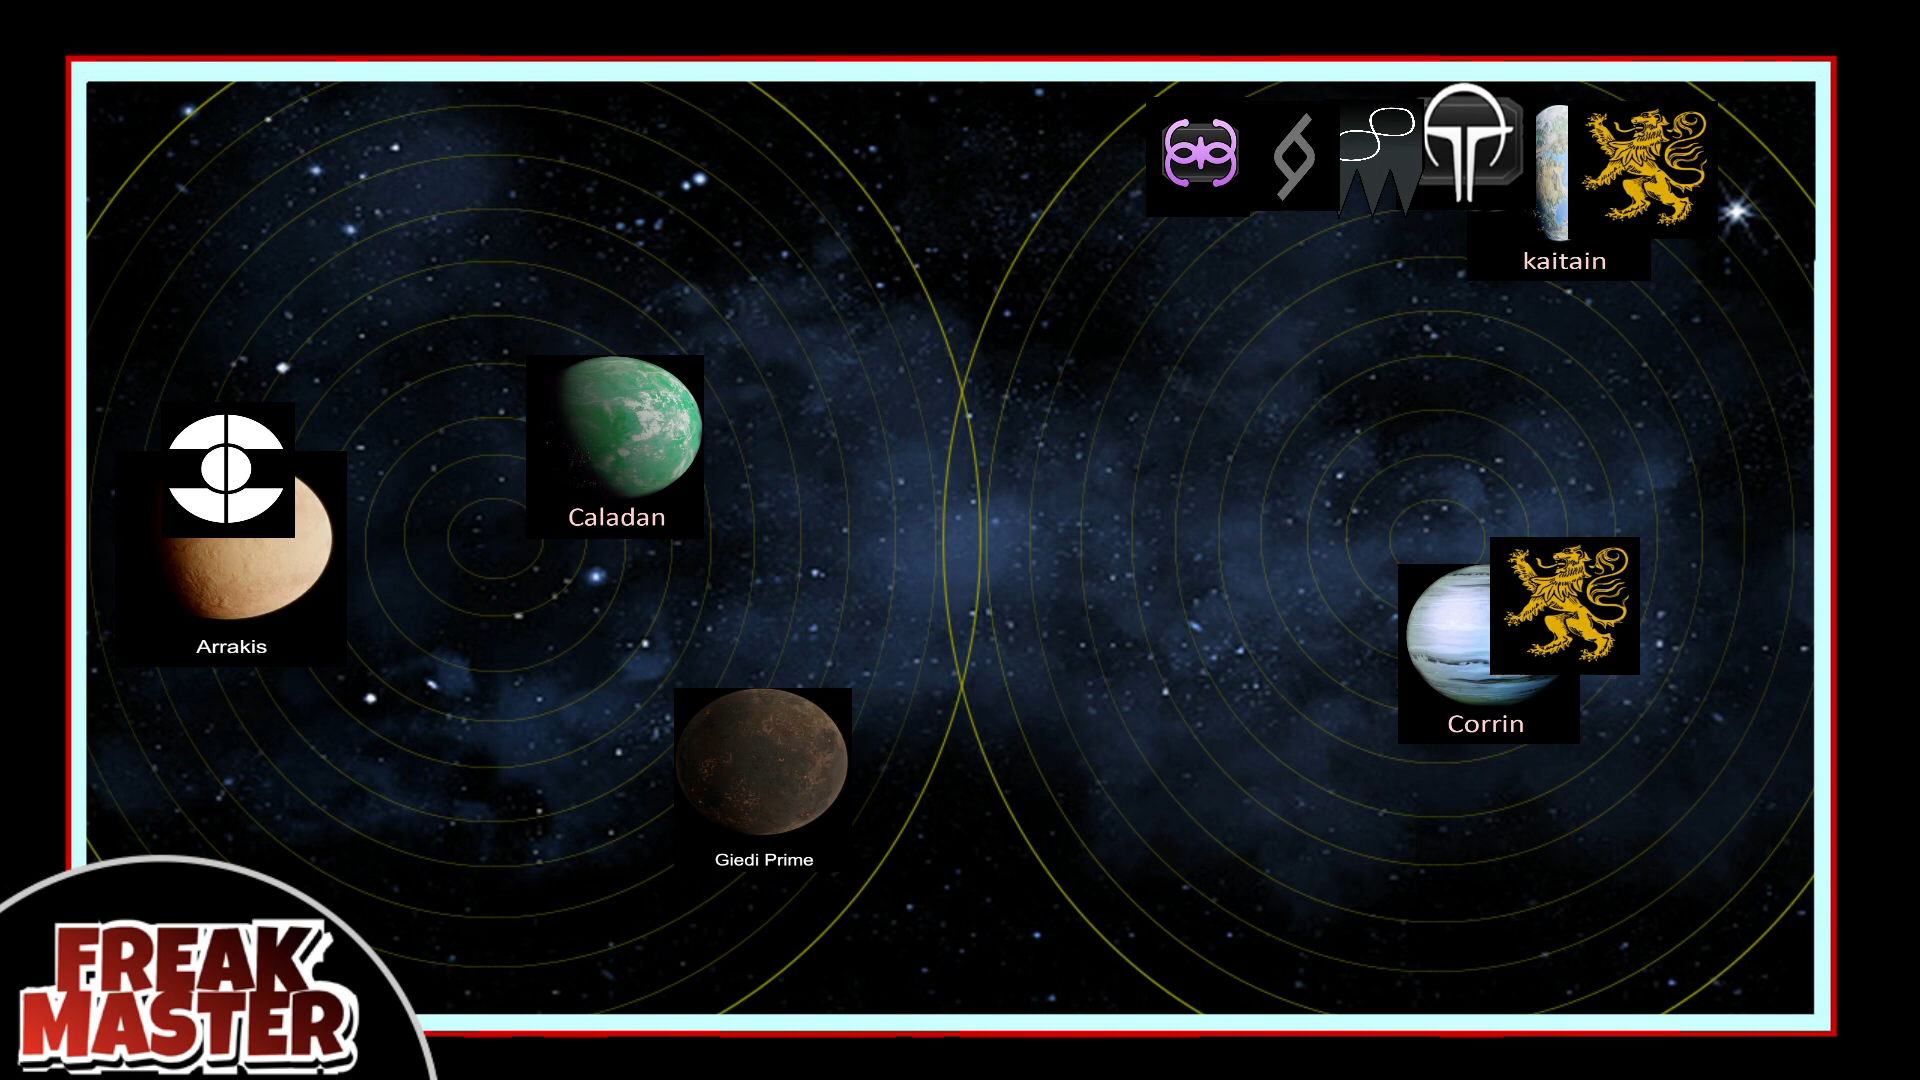 kaitain
Caladan
Arrakis
Corrin
Giedi Prime
FREAK
MASTER